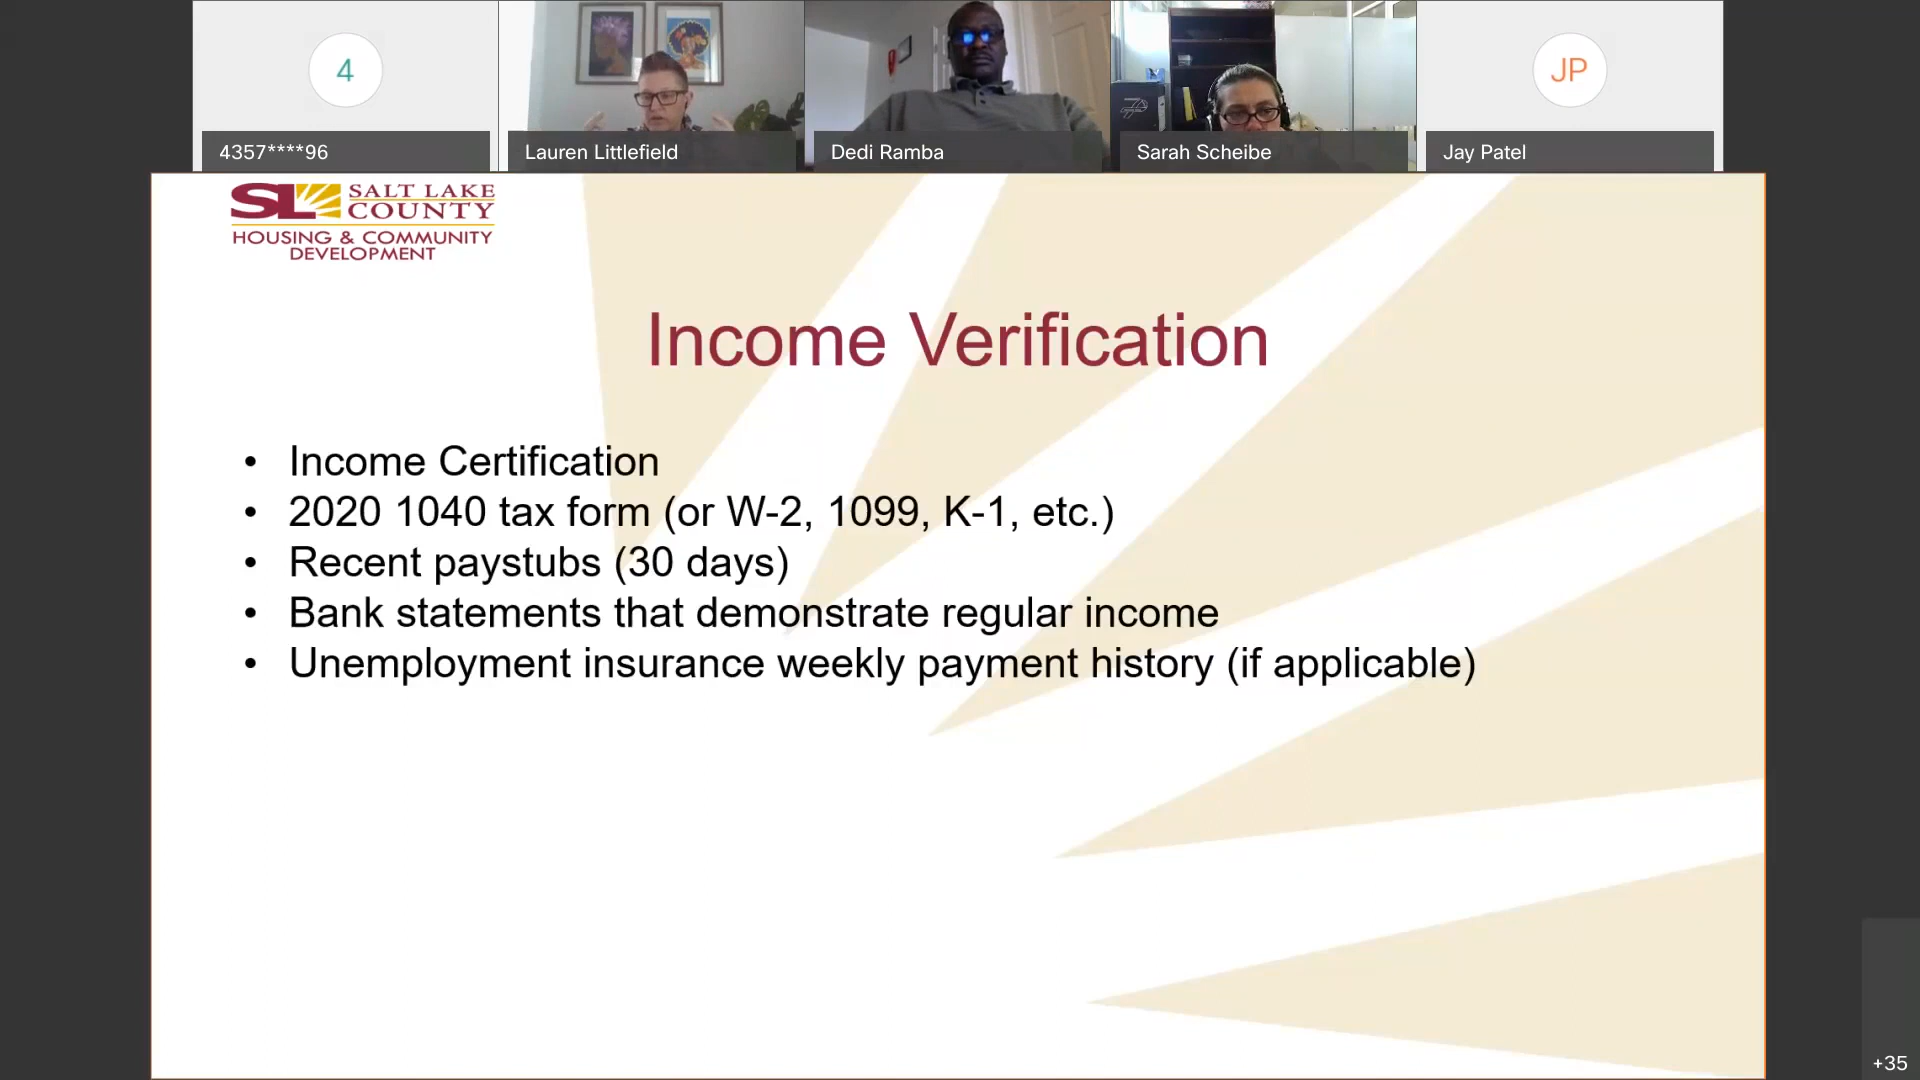 4
4357****96
Lauren Littlefield
Dedi Ramba
Sarah Scheibe
JP
Jay Patel
SL SALT LAKE
COUNTY
HOUSING & COMMUNITY
DEVELOPMENT
Income Verification
• Income Certification
• 2020 1040 tax form (or W-2, 1099, K-1, etc.)
• Recent paystubs (30 days)
• Bank statements that demonstrate regular income
• Unemployment insurance weekly payment history (if applicable)
+35